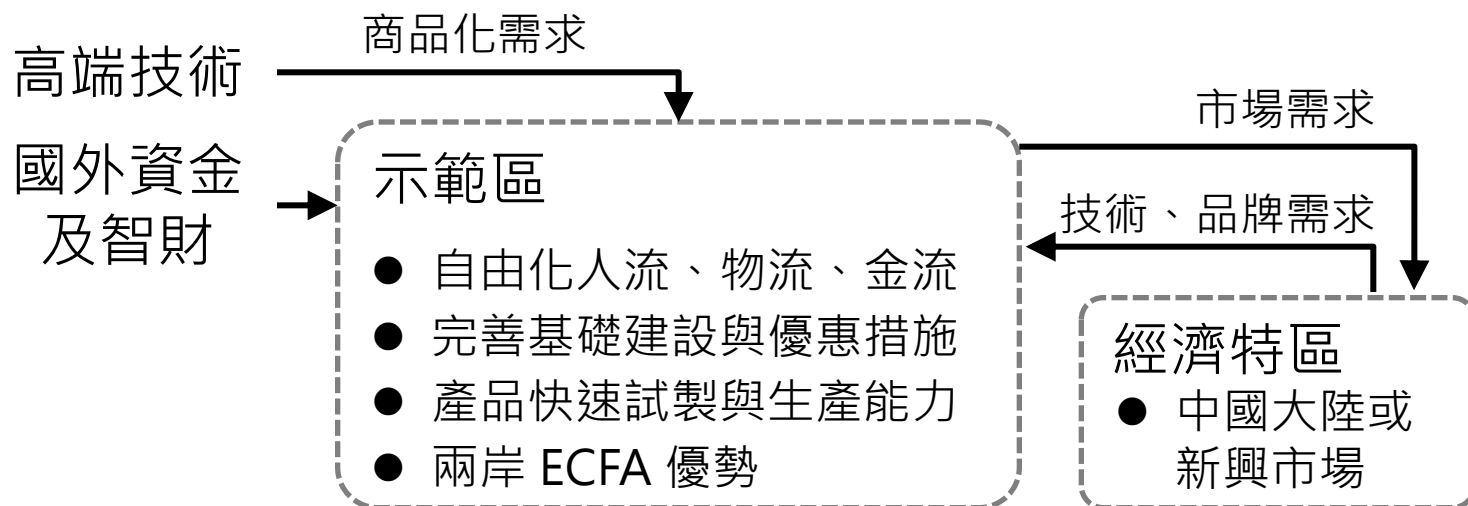 商品化需求
高端技術
國外資金
及智財
示範區
● 自由化人流、物流、金流
● 完善基礎建設與優惠措施
● 產品快速試製與生產能力
● 兩岸 ECFA 優勢
市場需求
技術、品牌需求
經濟特區
● 中國大陸或
新興市場